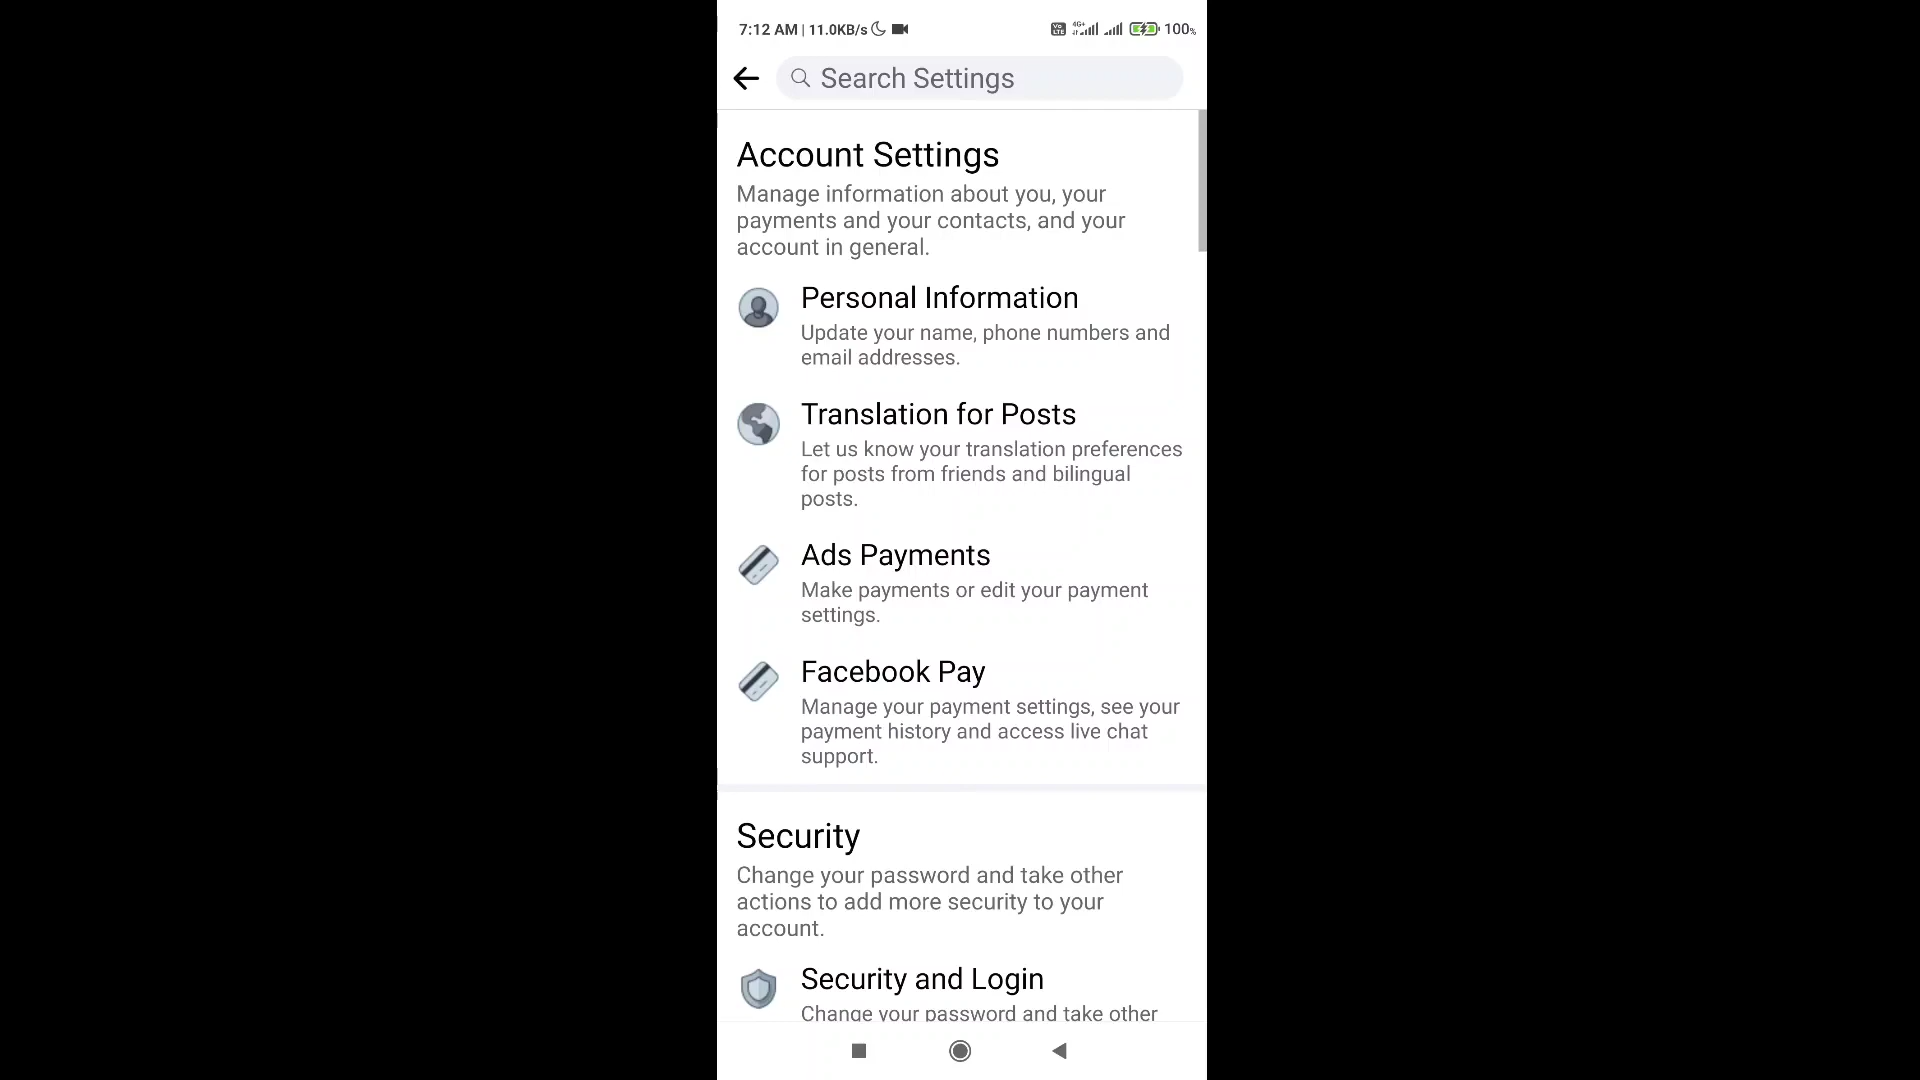 7:12 AM | 11.0KB/s 4G+ 100%
Search Settings
Account Settings
Manage information about you, your
payments and your contacts, and your
account in general.
Personal Information
Update your name, phone numbers and
email addresses.
Translation for Posts
Let us know your translation preferences
for posts from friends and bilingual
posts.
Ads Payments
Make payments or edit your payment
settings.
Facebook Pay
Manage your payment settings, see your
payment history and access live chat
support.
Security
Change your password and take other
actions to add more security to your
account.
Security and Login
Change your password and take other